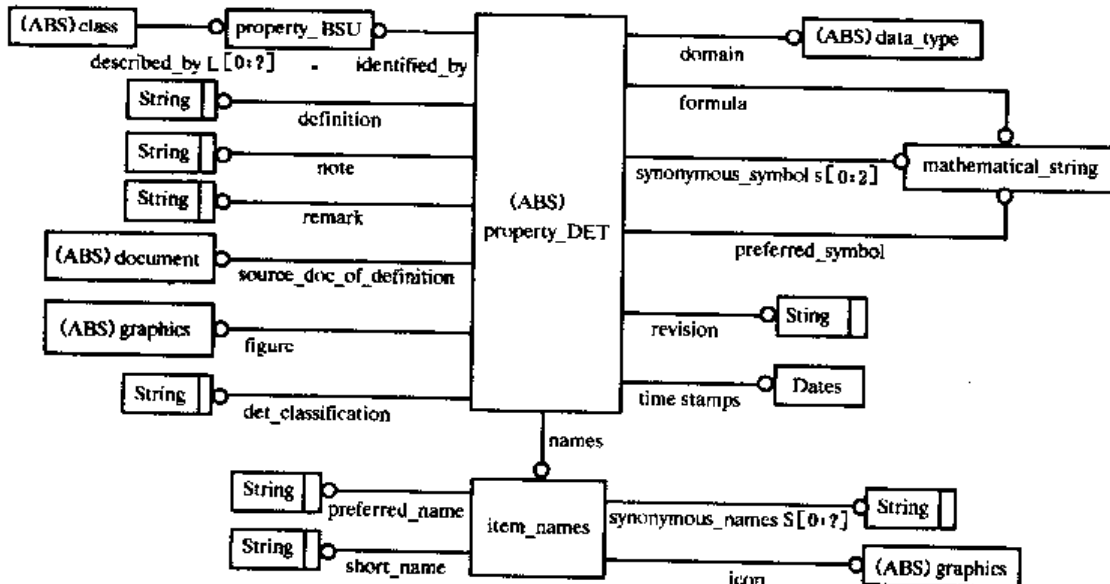 (ABS) class
property_BSU
described_by L [0:?]
identified_by
String
definition
String
note
String
remark
(ABS) document
source_doc_of_definition
(ABS) graphics
figure
String
det_classification
(ABS)
property_DET
domain
(ABS) data_type
formula
synonymous_symbol s[0:2]
mathematical_string
preferred_symbol
revision
Sting
time stamps
Dates
names
String
preferred_name
String
short_name
item_names
synonymous_names S[0:?]
String
icon
(ABS) graphics